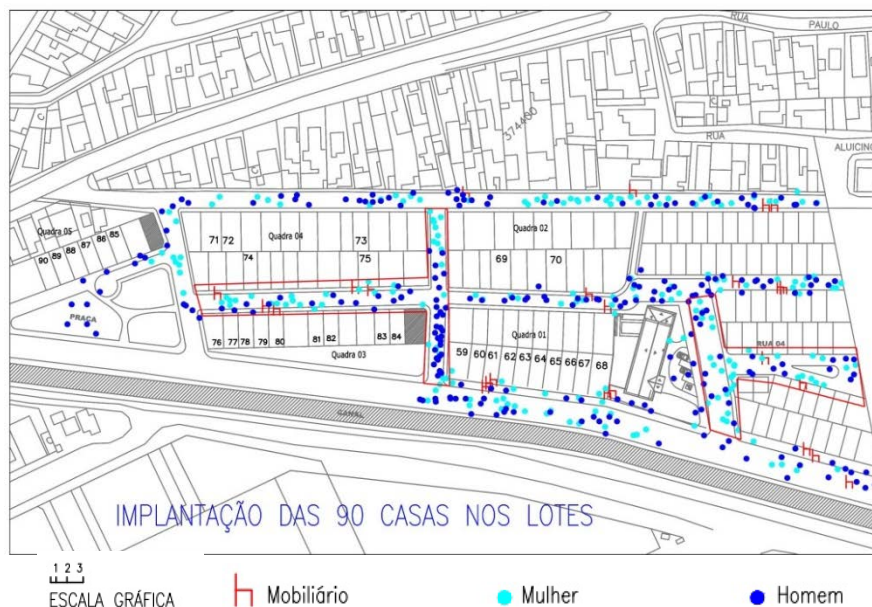 RUA
PAULO
374400
RUA
ALUICINO
Quadra 05
90 89 88 87 86 85
71 72
Quadra 04
73
74
75
Quadra 02
69
70
PRAÇA
76 77 78 79 80 81 82 83 84
Quadra 03
Quadra 01
59 60 61 62 63 64 65 66 67 68
RUA 04
CANAL
IMPLANTAÇÃO DAS 90 CASAS NOS LOTES
1 2 3
ESCALA GRÁFICA
Mobiliário
Mulher
Homem